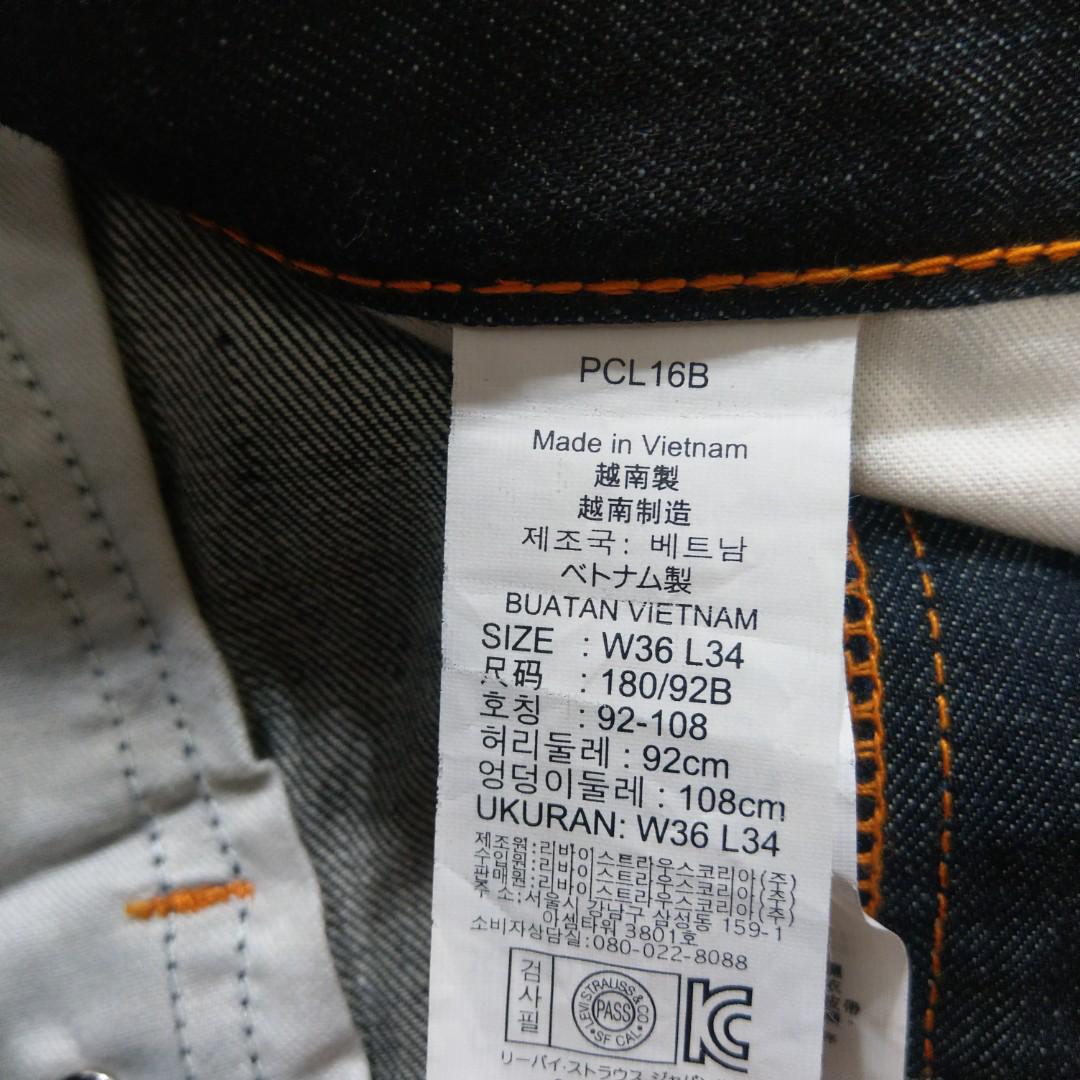 PCL16B
Made in Vietnam
越南製
越南制造
제조국: 베트남
ベトナム製
BUATAN VIETNAM
SIZE : W36 L34
尺码 : 180/92B
호칭 : 92-108
허리둘레 : 92cm
엉덩이둘레 : 108cm
UKURAN: W36 L34
제조원:리바이스트라우스코리아(주)
수입원:리바이스트라우스코리아(주)
판매원:리바이스트라우스코리아(주)
주 소:서울시 강남구 삼성동 159-1
아셈타워 3801호
소비자상담실:080-022-8088
검사필
LEVI STRAUSS & CO
PASS
SF CAL
リーバイ・ストラウス ジャパン